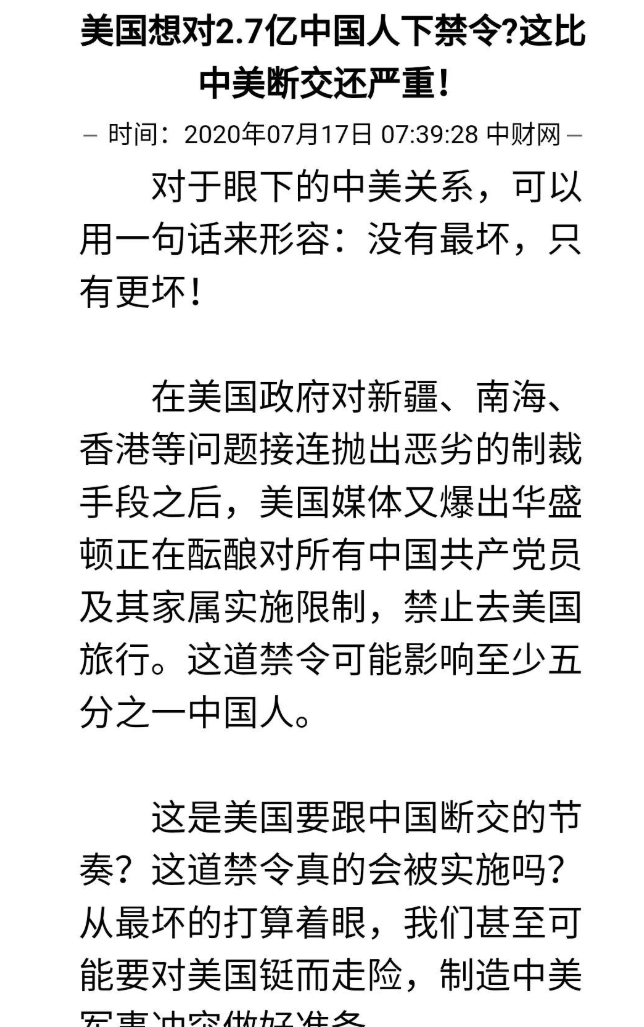 美国想对2.7亿中国人下禁令?这比
中美断交还严重!
– 时间：2020年07月17日 07:39:28 中财网 –
对于眼下的中美关系，可以
用一句话来形容：没有最坏，只
有更坏!
在美国政府对新疆、南海、
香港等问题接连抛出恶劣的制裁
手段之后，美国媒体又爆出华盛
顿正在酝酿对所有中国共产党员
及其家属实施限制，禁止去美国
旅行。这道禁令可能影响至少五
分之一中国人。
这是美国要跟中国断交的节
奏？这道禁令真的会被实施吗？
从最坏的打算着眼，我们甚至可
能要对美国铤而走险，制造中美
军事冲突做好准备